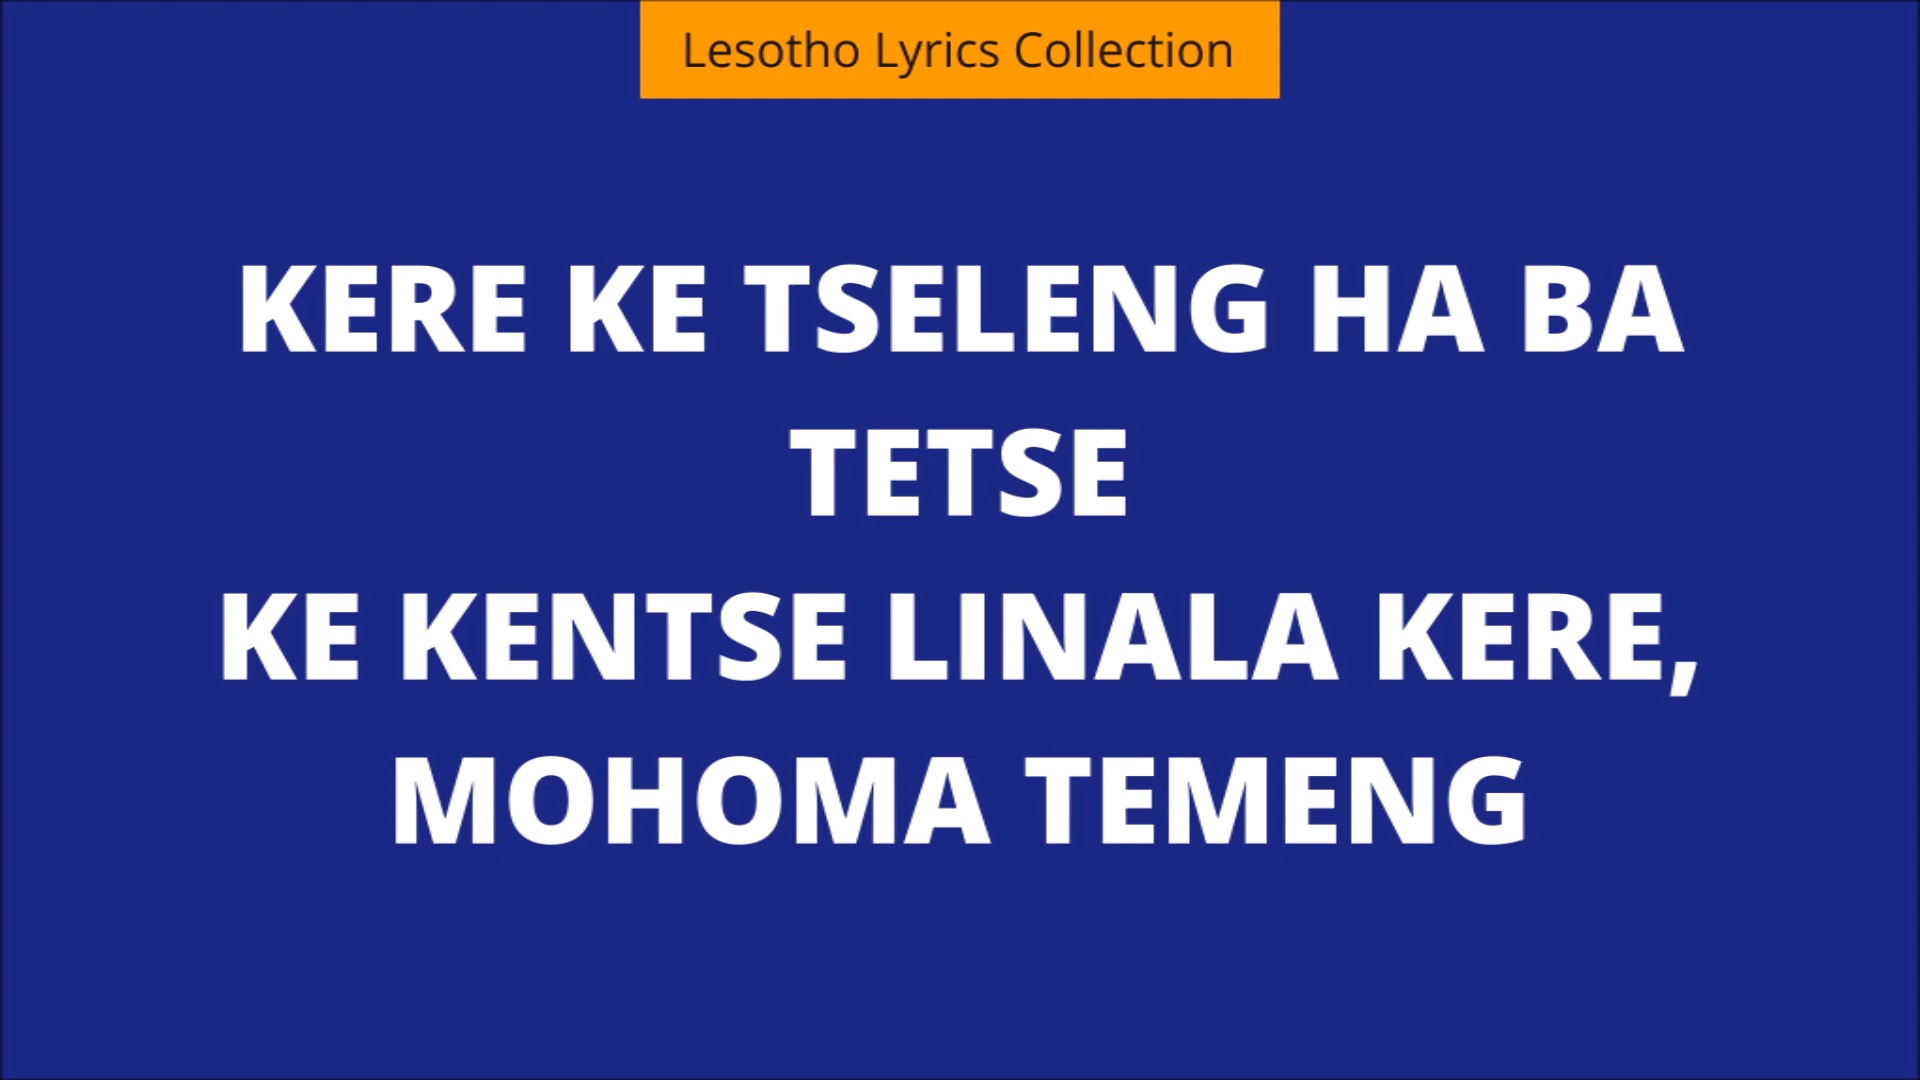 Lesotho Lyrics Collection
KERE KE TSELENG HA BA
TETSE
KE KENTSE LINALA KERE,
MOHOMA TEMENG